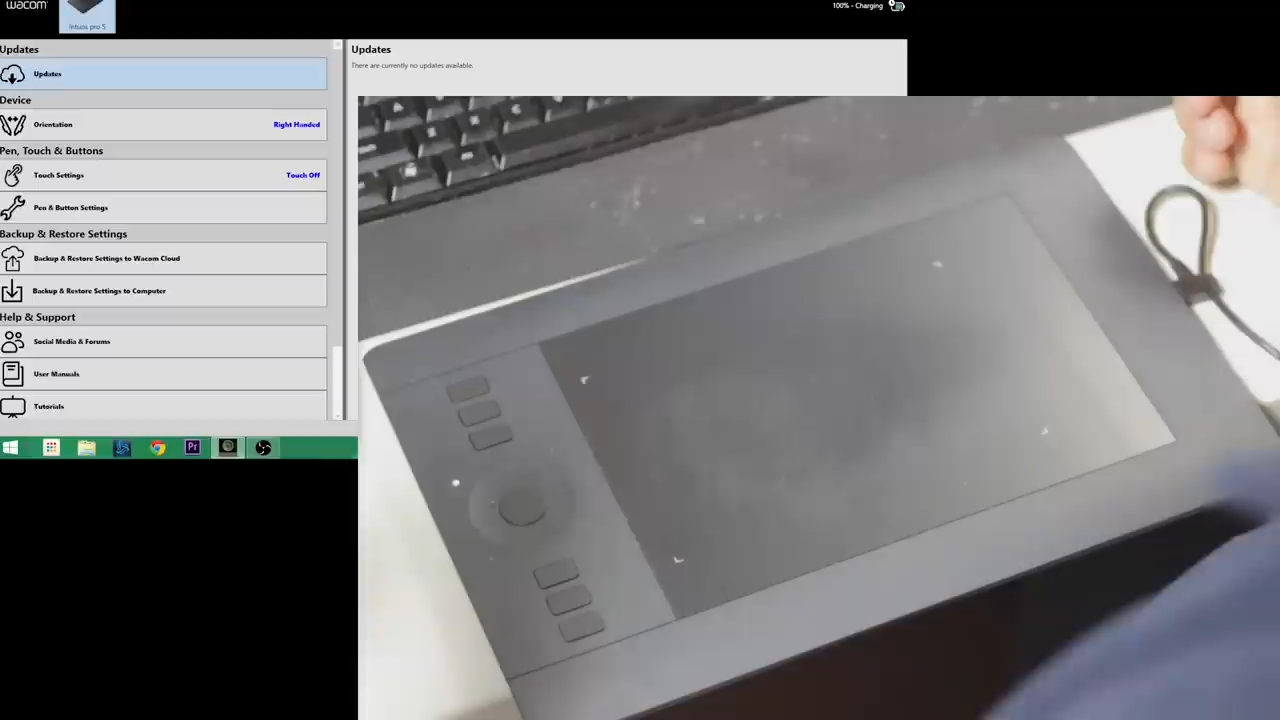 wacom
100% - Charging
Intuos pro 5
Updates
Updates
Device
Orientation Right Handed
Pen, Touch & Buttons
Touch Settings Touch Off
Pen & Button Settings
Backup & Restore Settings
Backup & Restore Settings to Wacom Cloud
Backup & Restore Settings to Computer
Help & Support
Social Media & Forums
User Manuals
Tutorials
Updates
There are currently no updates available.
Pr